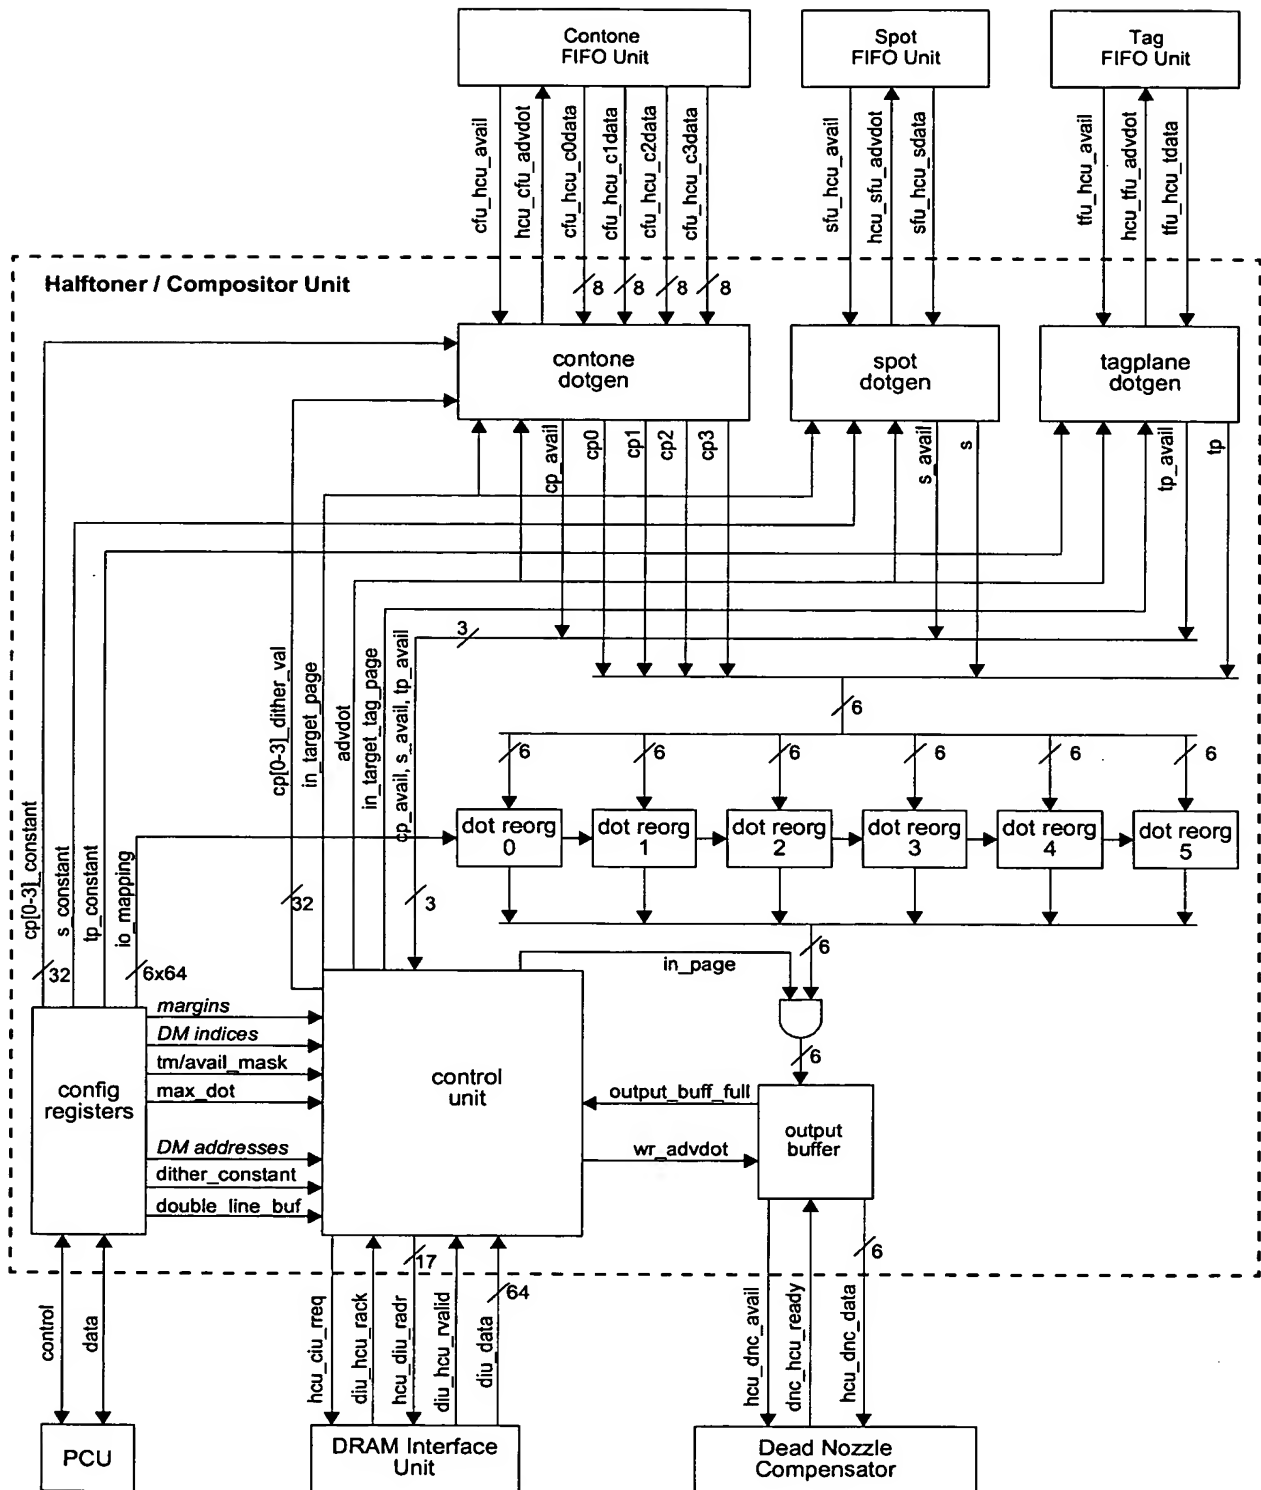 Contone
FIFO Unit
Spot
FIFO Unit
Tag
FIFO Unit
cfu_hcu_avail
hcu_cfu_advdot
cfu_hcu_c0data
cfu_hcu_c1data
cfu_hcu_c2data
cfu_hcu_c3data
sfu_hcu_avail
hcu_sfu_advdot
sfu_hcu_sdata
tfu_hcu_avail
hcu_tfu_advdot
tfu_hcu_tdata
Halftoner / Compositor Unit
8
8
8
8
contone
dotgen
spot
dotgen
tagplane
dotgen
cp_avail
cp0
cp1
cp2
cp3
s_avail
s
tp_avail
tp
3
6
cp[0-3]_dither_val
in_target_page
advdot
in_target_tag_page
cp_avail, s_avail, tp_avail
6
6
6
6
6
6
dot reorg
0
dot reorg
1
dot reorg
2
dot reorg
3
dot reorg
4
dot reorg
5
cp[0-3]_constant
s_constant
tp_constant
io_mapping
32
6x64
32
3
6
in_page
6
margins
DM indices
tm/avail_mask
max_dot
DM addresses
dither_constant
double_line_buf
config
registers
control
unit
output_buff_full
wr_advdot
output
buffer
17
64
6
control
data
hcu_ciu_rreq
diu_hcu_rack
hcu_diu_radr
diu_hcu_rvalid
diu_data
hcu_dnc_avail
dnc_hcu_ready
hcu_dnc_data
PCU
DRAM Interface
Unit
Dead Nozzle
Compensator